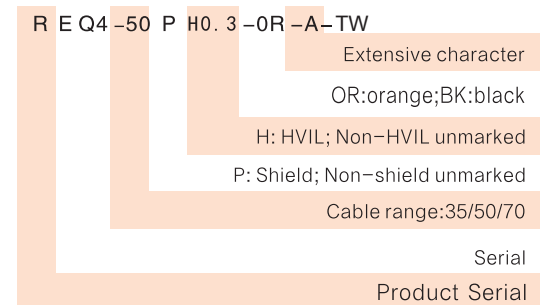 R E Q4-50 P H0.3-0R-A-TW
Extensive character
OR:orange;BK:black
H: HVIL; Non-HVIL unmarked
P: Shield; Non-shield unmarked
Cable range:35/50/70
Serial
Product Serial